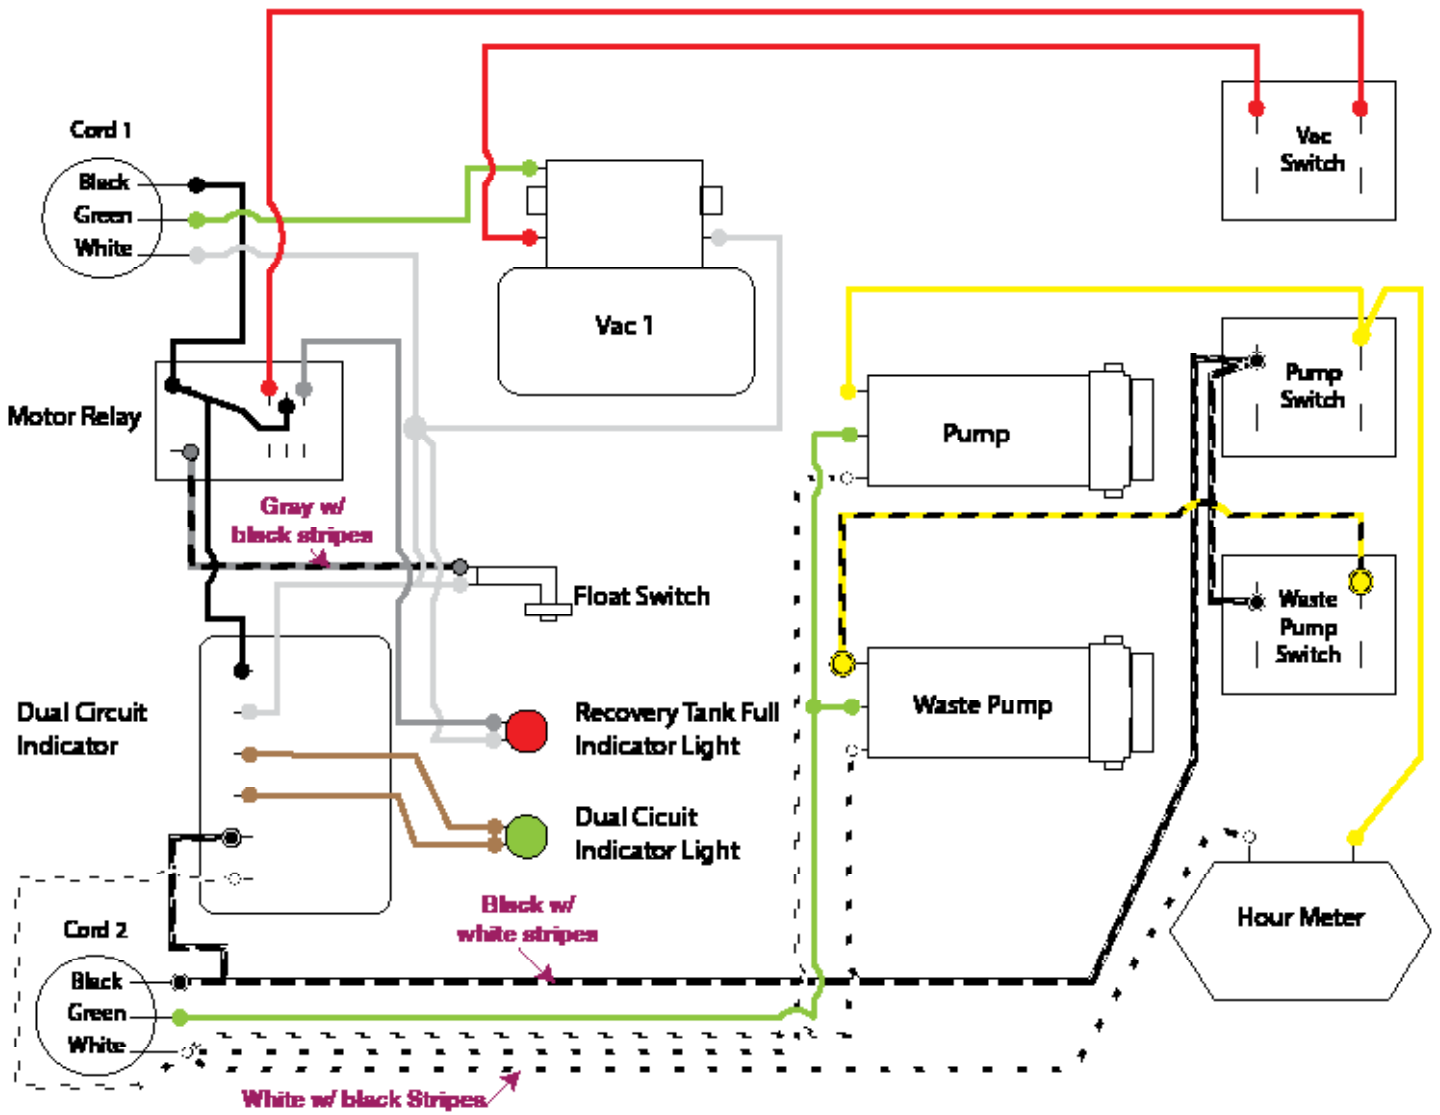 Cord 1
Black
Green
White
Vac
Switch
Vac 1
Motor Relay
Pump
Switch
Pump
Gray w/
black stripes
Float Switch
Waste
Pump
Switch
Dual Circuit
Indicator
Recovery Tank Full
Indicator Light
Waste Pump
Dual Cicuit
Indicator Light
Black w/
white stripes
Hour Meter
Cord 2
Black
Green
White
White w/ black Stripes